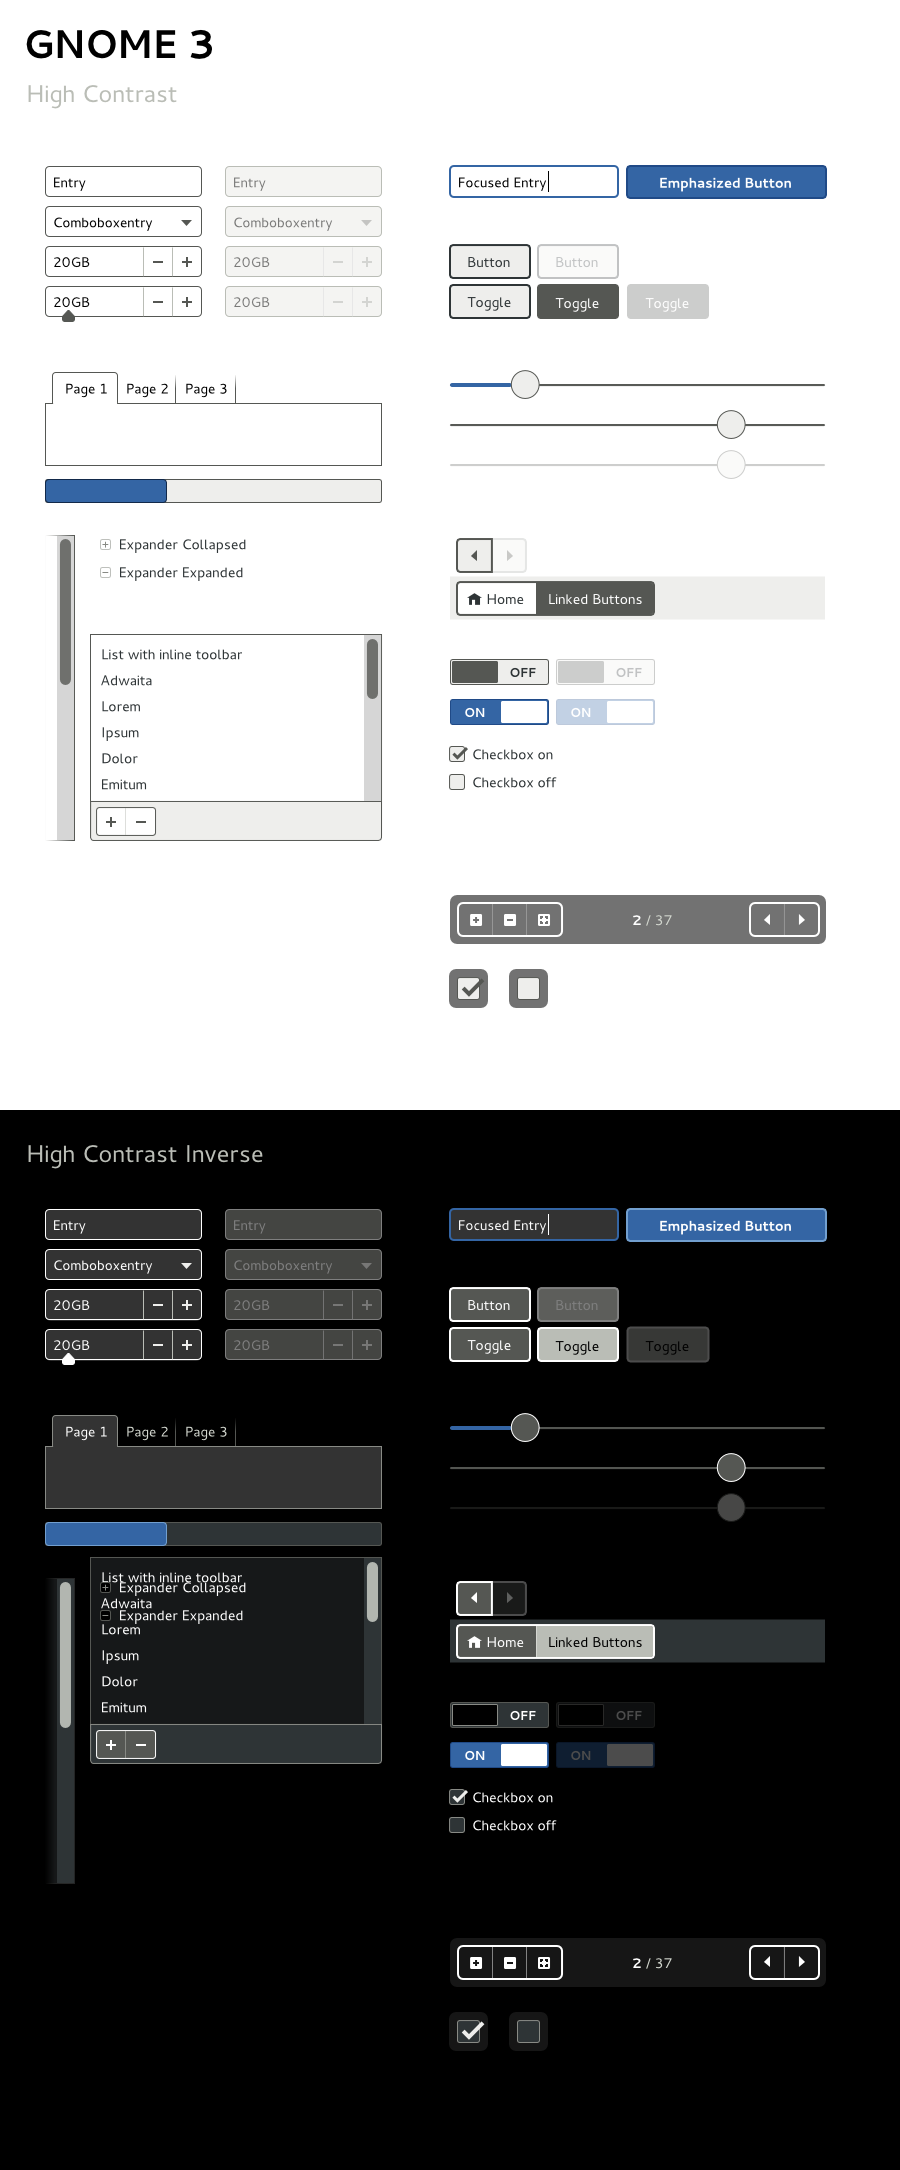 GNOME 3
High Contrast
Entry
Entry
Focused Entry
Emphasized Button
Comboboxentry
Comboboxentry
20GB
20GB
Button
Button
20GB
20GB
Toggle
Toggle
Toggle
Page 1
Page 2
Page 3
Expander Collapsed
Expander Expanded
Home
Linked Buttons
List with inline toolbar
Adwaita
Lorem
Ipsum
Dolor
Emitum
OFF
OFF
ON
ON
Checkbox on
Checkbox off
2 / 37
High Contrast Inverse
Entry
Entry
Focused Entry
Emphasized Button
Comboboxentry
Comboboxentry
20GB
20GB
Button
Button
20GB
20GB
Toggle
Toggle
Toggle
Page 1
Page 2
Page 3
List with inline toolbar
Expander Collapsed
Adwaita
Expander Expanded
Lorem
Ipsum
Dolor
Emitum
Home
Linked Buttons
OFF
OFF
ON
ON
Checkbox on
Checkbox off
2 / 37